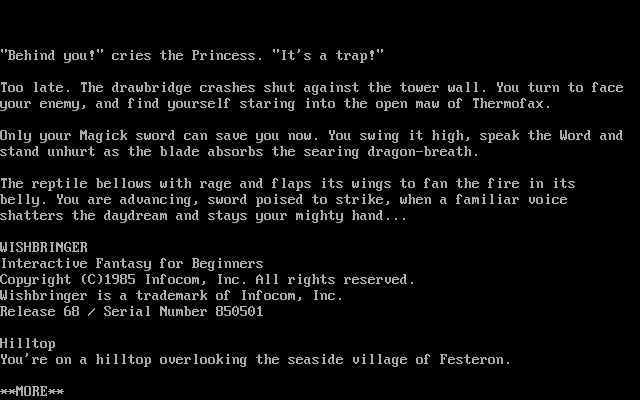 "Behind you!" cries the Princess. "It's a trap!"
Too late. The drawbridge crashes shut against the tower wall. You turn to face
your enemy, and find yourself staring into the open maw of Thermofax.
Only your Magick sword can save you now. You swing it high, speak the Word and
stand unhurt as the blade absorbs the searing dragon-breath.
The reptile bellows with rage and flaps its wings to fan the fire in its
belly. You are advancing, sword poised to strike, when a familiar voice
shatters the daydream and stays your mighty hand...
WISHBRINGER
Interactive Fantasy for Beginners
Copyright (C)1985 Infocom, Inc. All rights reserved.
Wishbringer is a trademark of Infocom, Inc.
Release 68 / Serial Number 850501
Hilltop
You're on a hilltop overlooking the seaside village of Festeron.
**MORE**